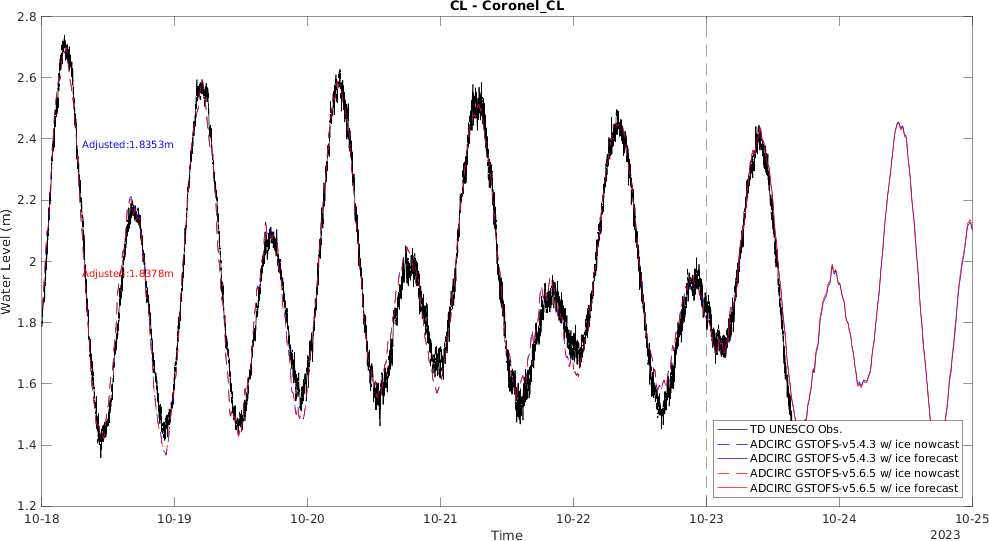 CL - Coronel_CL
2.8
2.6
2.4
2.2
2
1.8
1.6
1.4
1.2
Water Level (m)
Adjusted:1.8353m
Adjusted:1.8378m
TD UNESCO Obs.
ADCIRC GSTOFS-v5.4.3 w/ ice nowcast
ADCIRC GSTOFS-v5.4.3 w/ ice forecast
ADCIRC GSTOFS-v5.6.5 w/ ice nowcast
ADCIRC GSTOFS-v5.6.5 w/ ice forecast
10-18 10-19 10-20 10-21 10-22 10-23 10-24 10-25
Time
2023